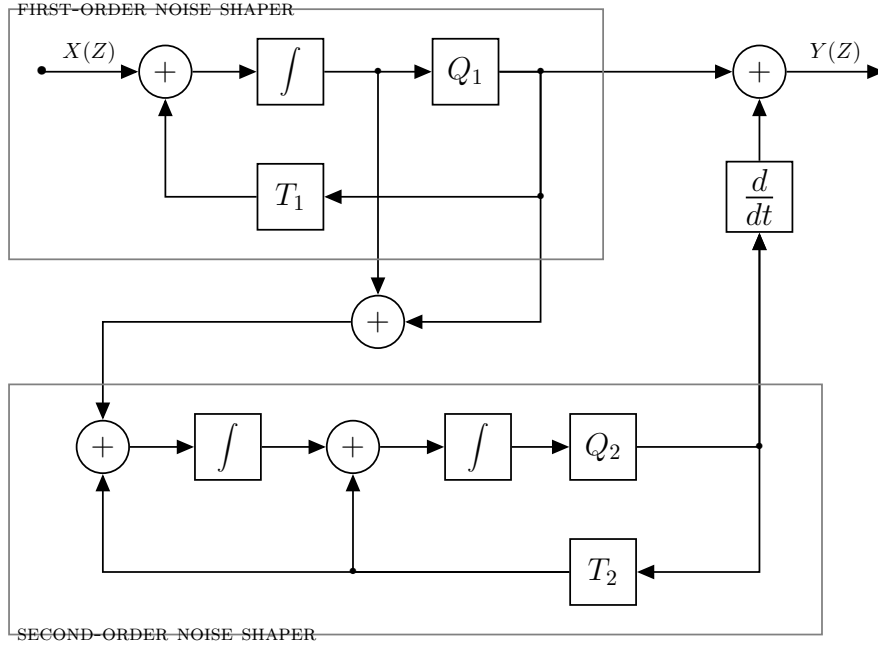 FIRST-ORDER NOISE SHAPER
X(Z)
+
∫
Q₁
+
Y(Z)
T₁
d/dt
+
+
∫
+
∫
Q₂
T₂
SECOND-ORDER NOISE SHAPER